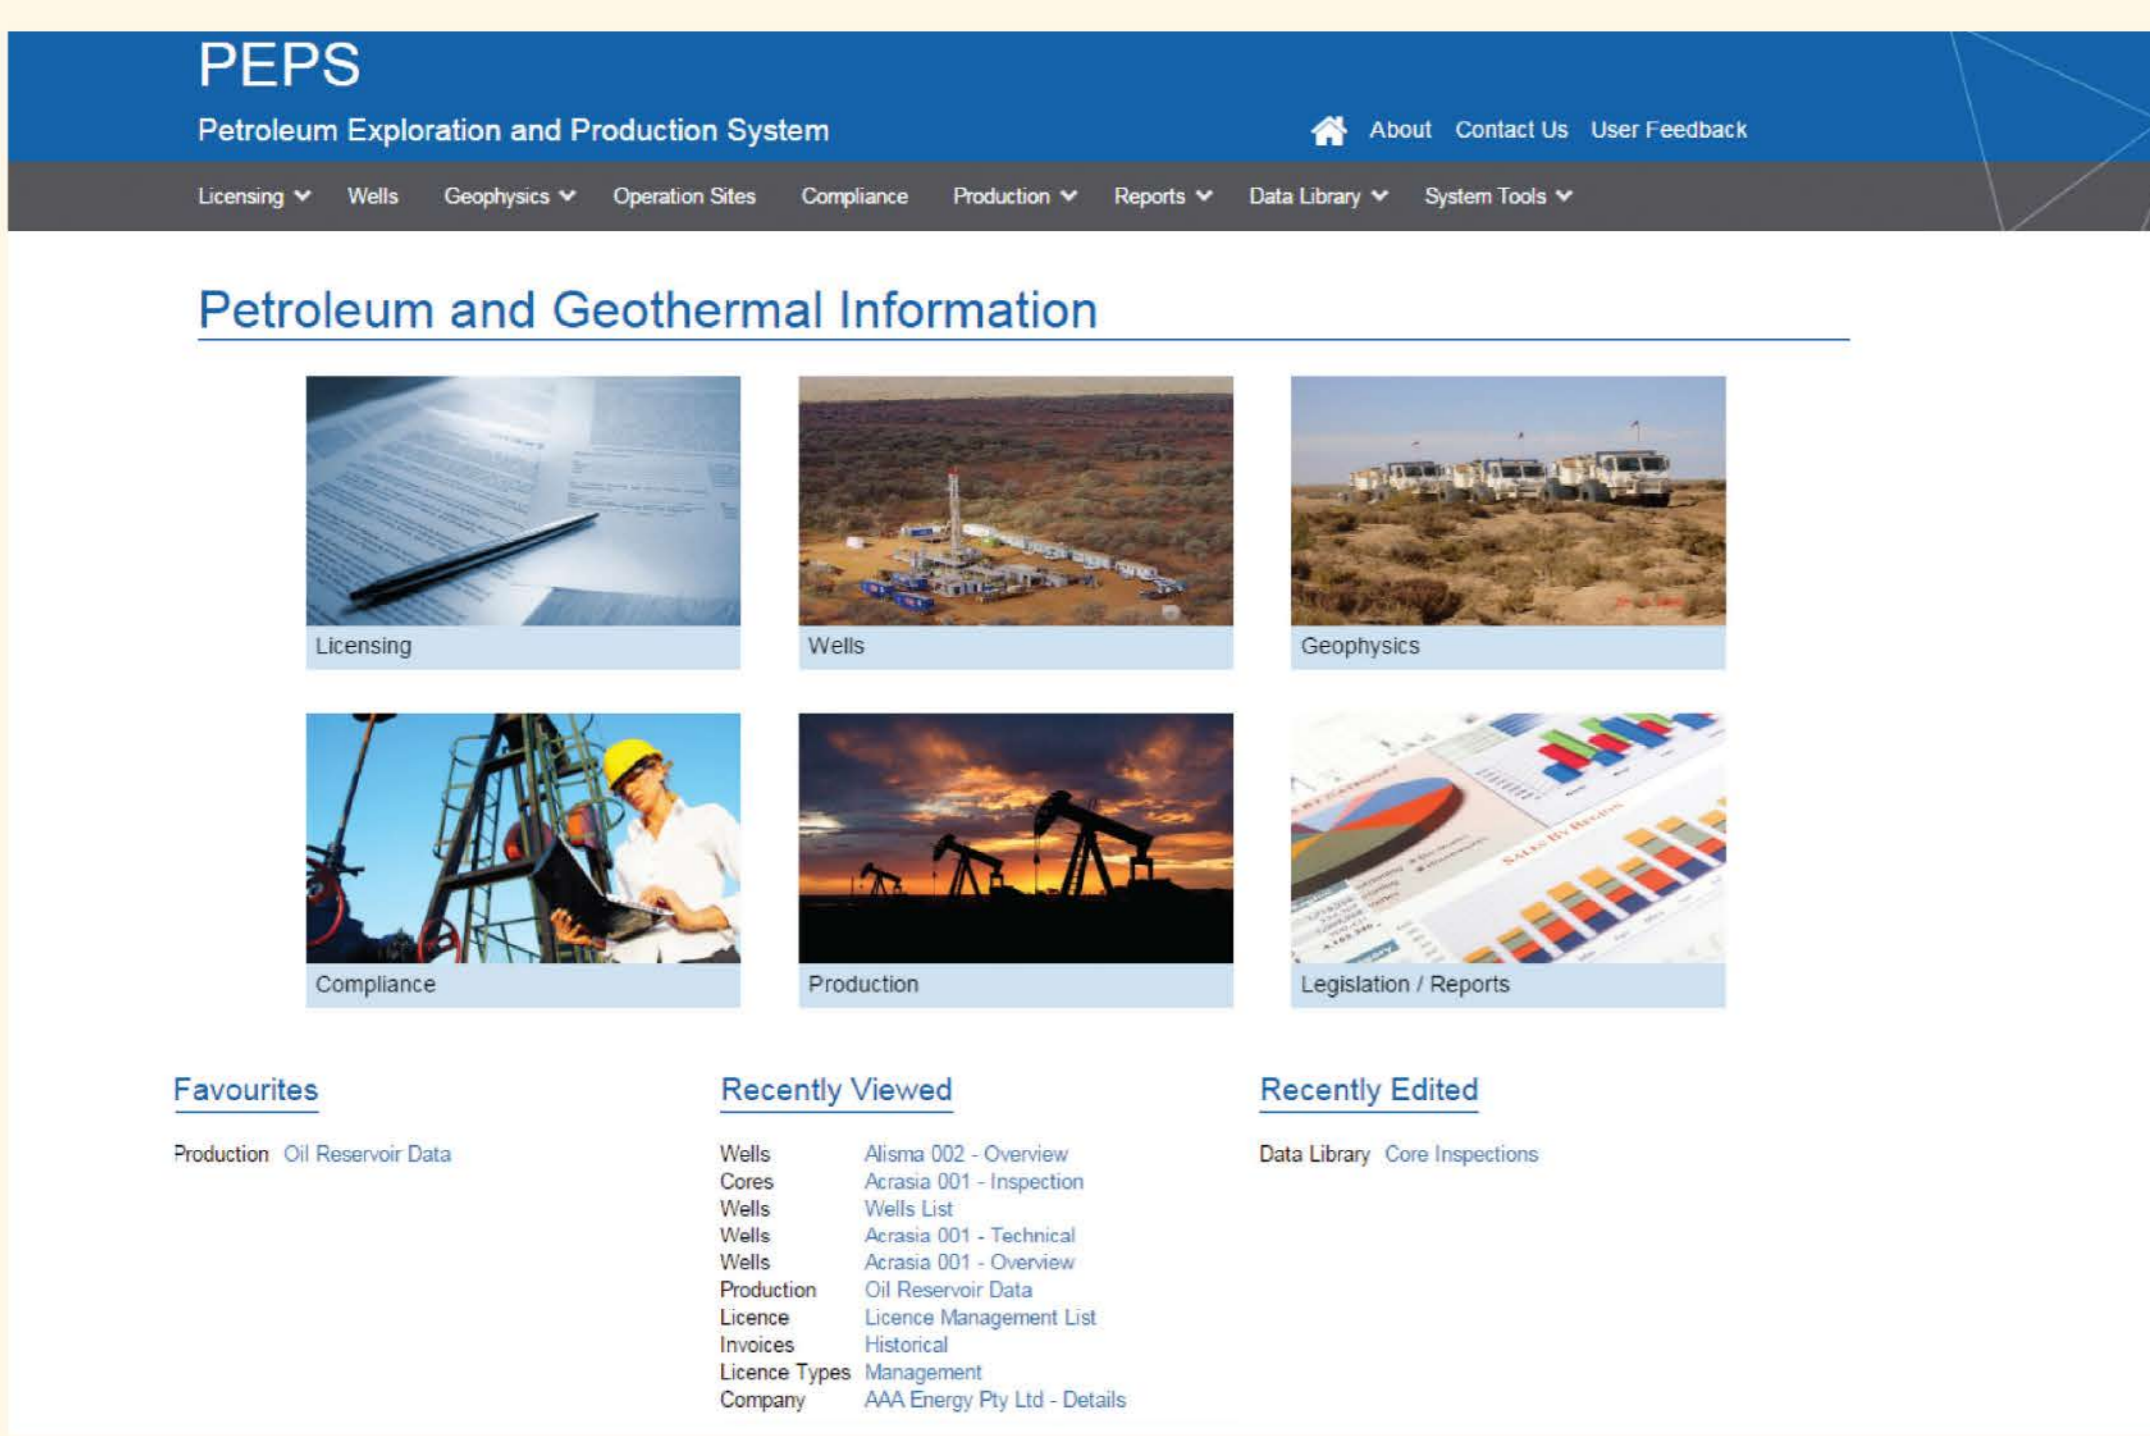 PEPS
Petroleum Exploration and Production System
About Contact Us User Feedback
Licensing Wells Geophysics Operation Sites Compliance Production Reports Data Library System Tools
Petroleum and Geothermal Information
Licensing Wells Geophysics
SALES BY REGION
Compliance Production Legislation / Reports
Favourites Recently Viewed Recently Edited
Production Oil Reservoir Data
Wells Alisma 002 - Overview
Cores Acrasia 001 - Inspection
Wells Wells List
Wells Acrasia 001 - Technical
Wells Acrasia 001 - Overview
Production Oil Reservoir Data
Licence Licence Management List
Invoices Historical
Licence Types Management
Company AAA Energy Pty Ltd - Details
Data Library Core Inspections